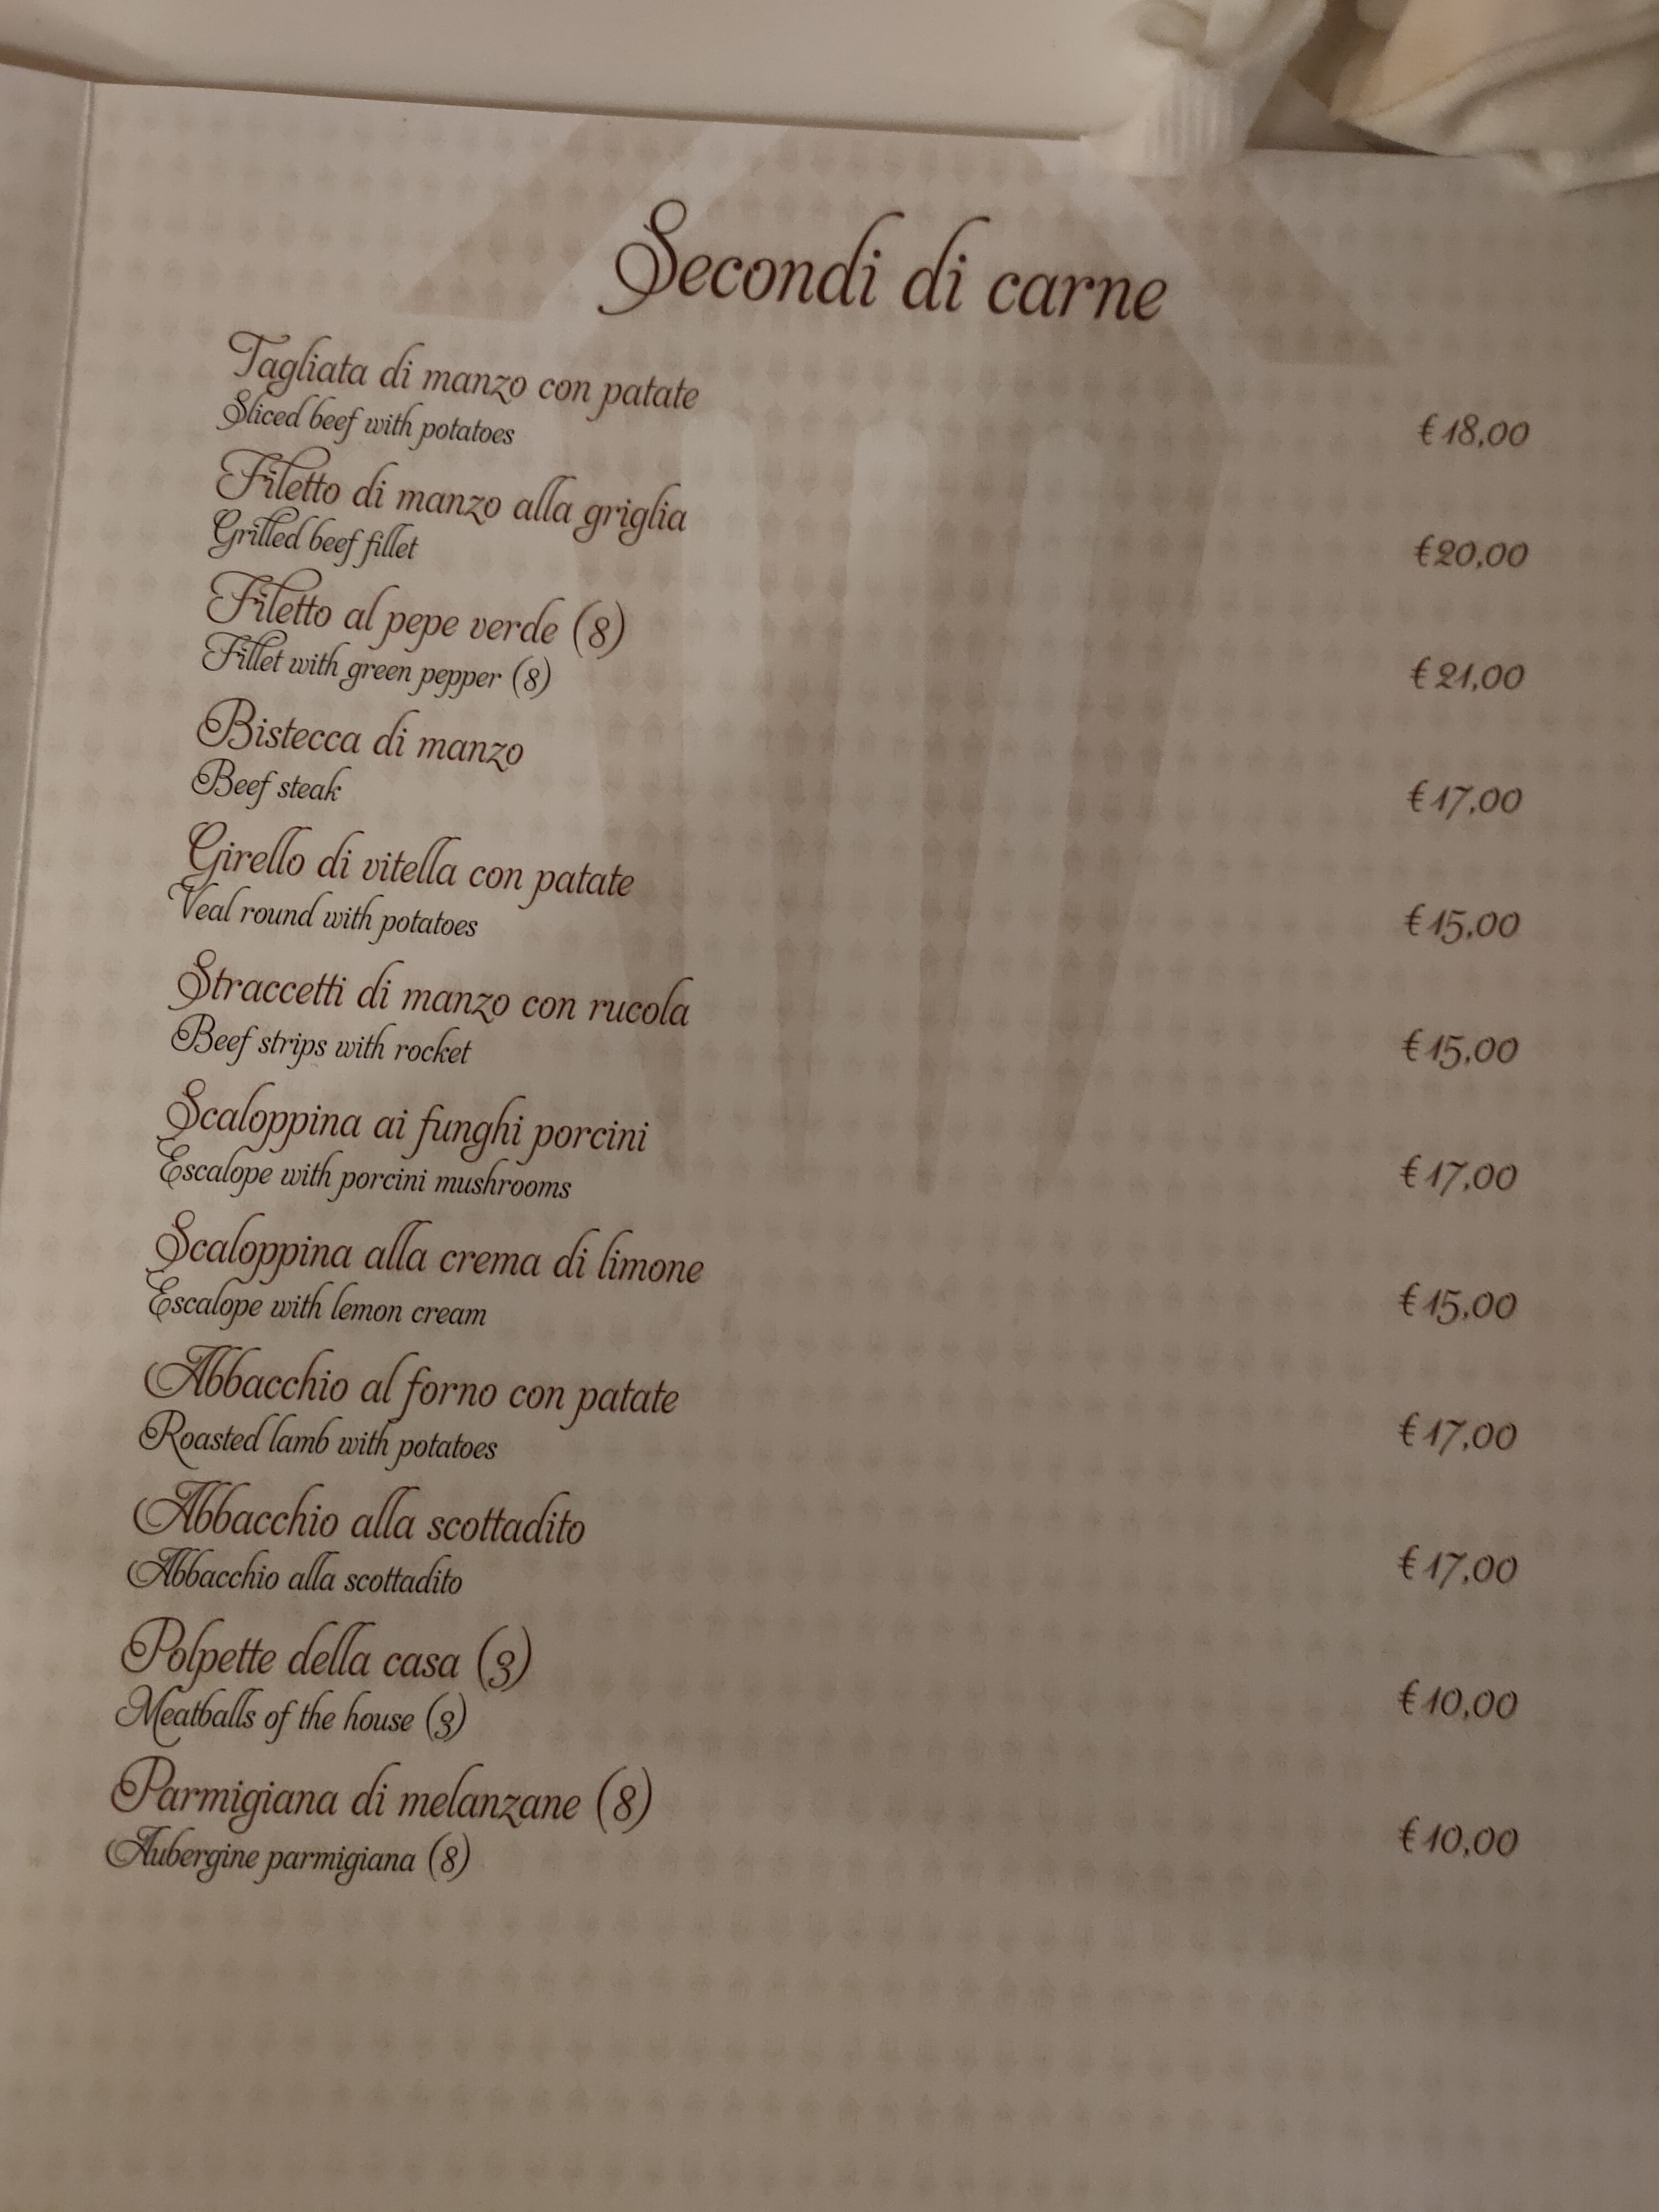 Secondi di carne
Tagliata di manzo con patate
Sliced beef with potatoes
€ 18,00
Filetto di manzo alla griglia
Grilled beef fillet
€ 20,00
Filetto al pepe verde (8)
Fillet with green pepper (8)
€ 21,00
Bistecca di manzo
Beef steak
€ 17,00
Girello di vitella con patate
Veal round with potatoes
€ 15,00
Straccetti di manzo con rucola
Beef strips with rocket
€ 15,00
Scaloppina ai funghi porcini
Escalope with porcini mushrooms
€ 17,00
Scaloppina alla crema di limone
Escalope with lemon cream
€ 15,00
Abbacchio al forno con patate
Roasted lamb with potatoes
€ 17,00
Abbacchio alla scottadito
Abbacchio alla scottadito
€ 17,00
Polpette della casa (3)
Meatballs of the house (3)
€ 10,00
Parmigiana di melanzane (8)
Aubergine parmigiana (8)
€ 10,00